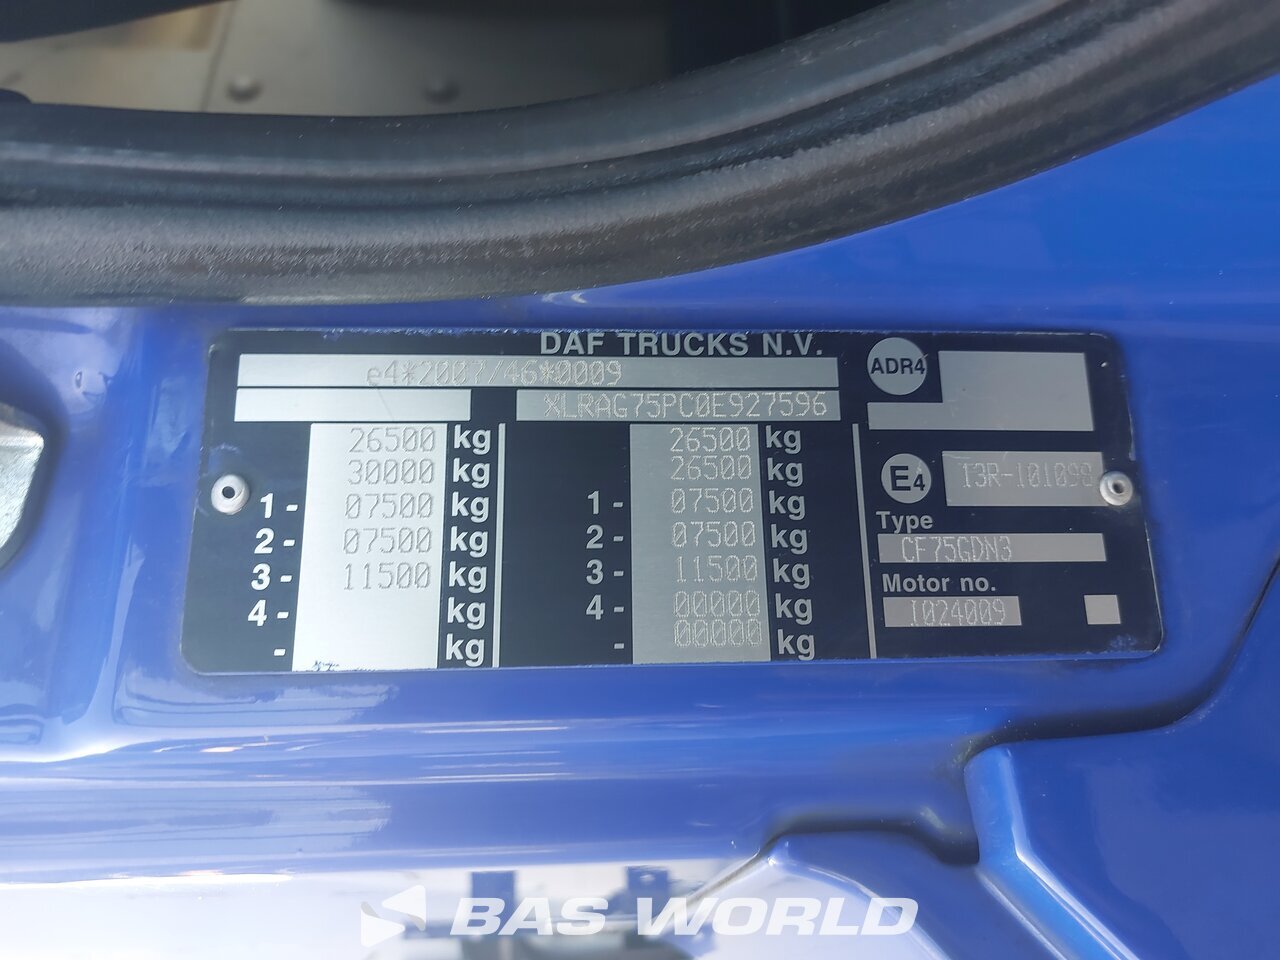 DAF TRUCKS N.V.
e4*2007/46*0009
XLRAG75PC0E927596
26500 kg
30000 kg
1 - 07500 kg
2 - 07500 kg
3 - 11500 kg
4 - kg
- kg
26500 kg
26500 kg
1 - 07500 kg
2 - 07500 kg
3 - 11500 kg
4 - 00000 kg
- 00000 kg
ADR4
E4 13R-101098
Type
CF75GDN3
Motor no.
I024009
BAS WORLD